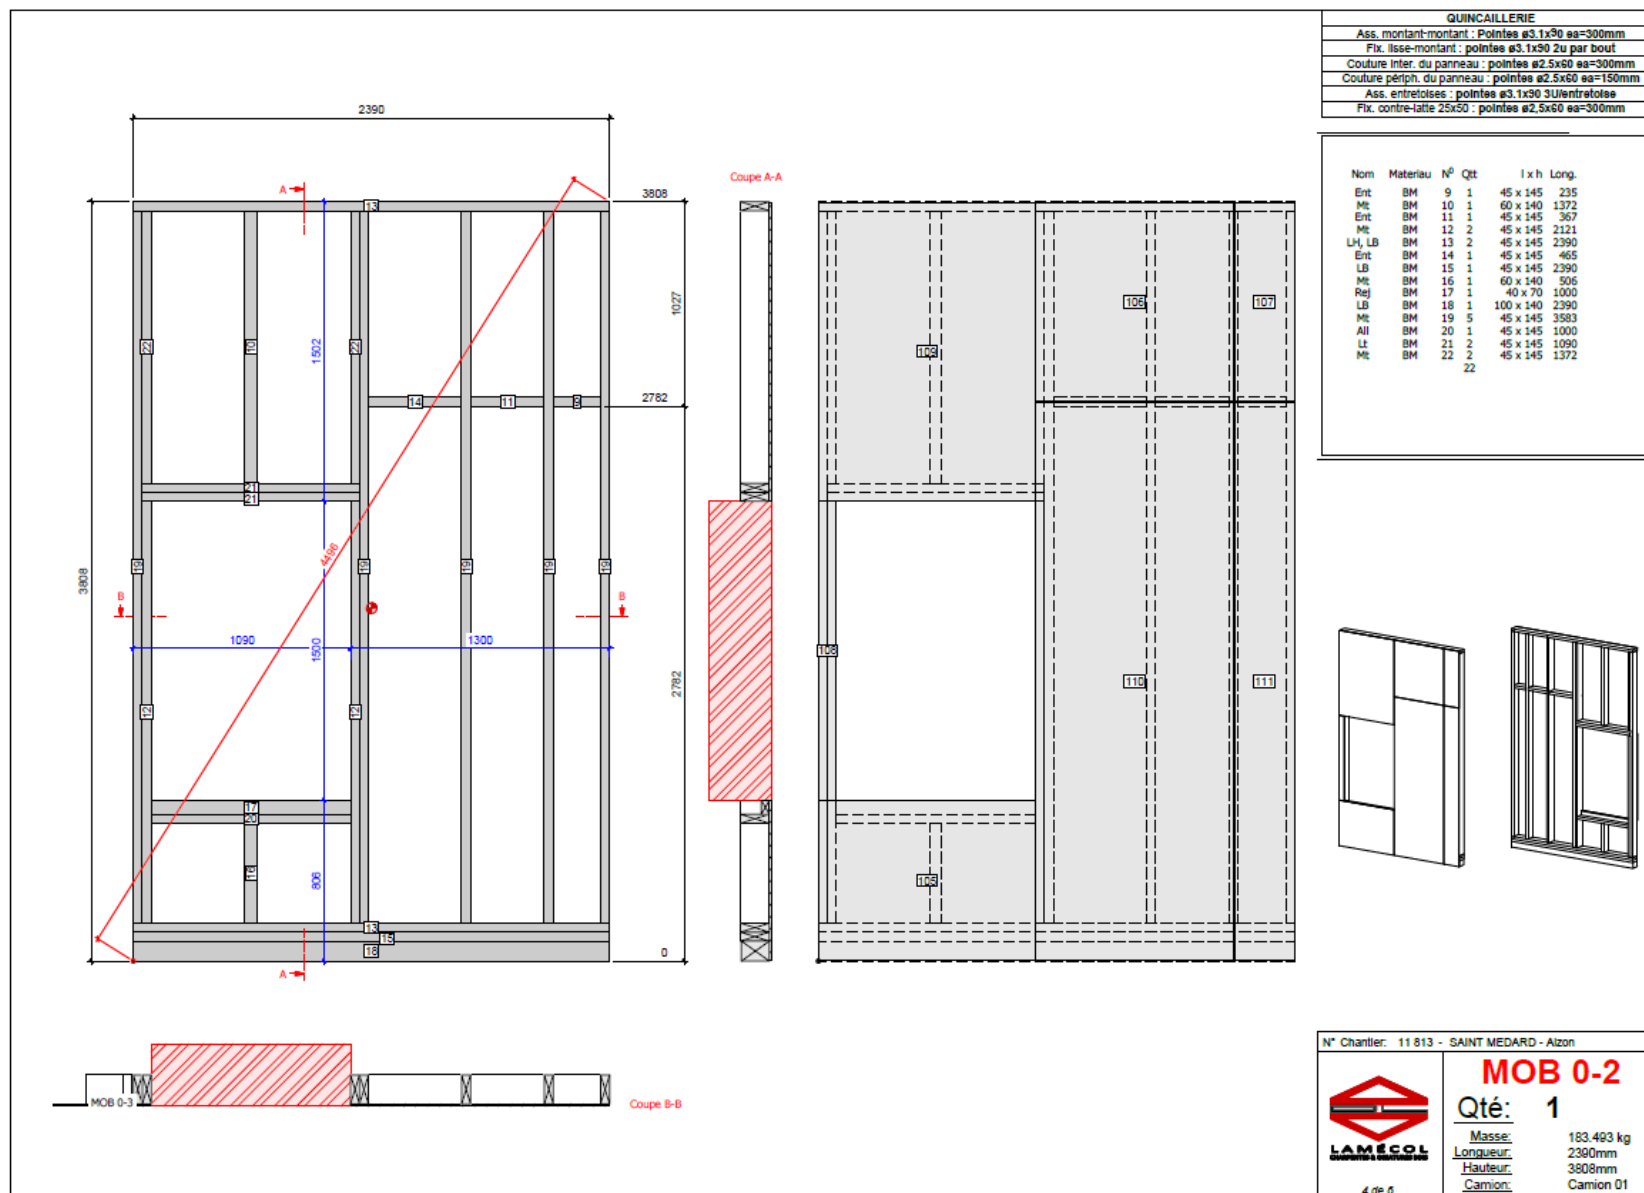 QUINCAILLERIE
Ass. montant-montant : Pointes ø3.1x90 ea=300mm
Fix. lisse-montant : pointes ø3.1x90 2u par bout
Couture inter. du panneau : pointes ø2.5x60 ea=300mm
Couture périph. du panneau : pointes ø2.5x60 ea=150mm
Ass. entretoises : pointes ø3.1x90 3U/entretoise
Fix. contre-latte 25x50 : pointes ø2,5x60 ea=300mm
Nom Materiau N⁰ Qtt l x h Long.
Ent BM 9 1 45 x 145 235
Mt BM 10 1 60 x 140 1372
Ent BM 11 1 45 x 145 367
Mt BM 12 2 45 x 145 2121
LH, LB BM 13 2 45 x 145 2390
Ent BM 14 1 45 x 145 465
LB BM 15 1 45 x 145 2390
Mt BM 16 1 60 x 140 506
Rej BM 17 1 40 x 70 1000
LB BM 18 1 100 x 140 2390
Mt BM 19 5 45 x 145 3583
All BM 20 1 45 x 145 1000
Lt BM 21 2 45 x 145 1090
Mt BM 22 2 45 x 145 1372
22
2390
A
13
3808
22
10
1502
22
1027
14
11
9
2782
21
21
3808
19
4496
19
19
19
19
B
B
1090
1500
1300
2782
12
12
17
20
16
806
13
15
18
0
A
Coupe A-A
106
107
109
108
110
111
105
MOB 0-3
Coupe B-B
N° Chantier: 11 813 - SAINT MEDARD - Alzon
MOB 0-2
Qté: 1
Masse: 183.493 kg
Longueur: 2390mm
Hauteur: 3808mm
Camion: Camion 01
LAMÉCOL